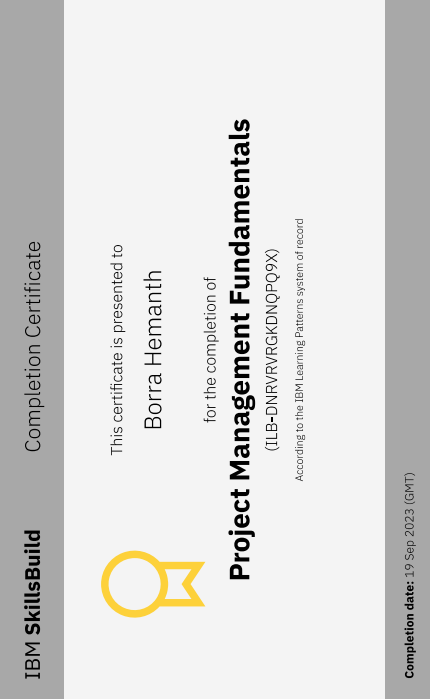 IBM SkillsBuild Completion Certificate
This certificate is presented to
Borra Hemanth
for the completion of
Project Management Fundamentals
(ILB-DNRVRVRGKDNQPQ9X)
According to the IBM Learning Patterns system of record
Completion date: 19 Sep 2023 (GMT)